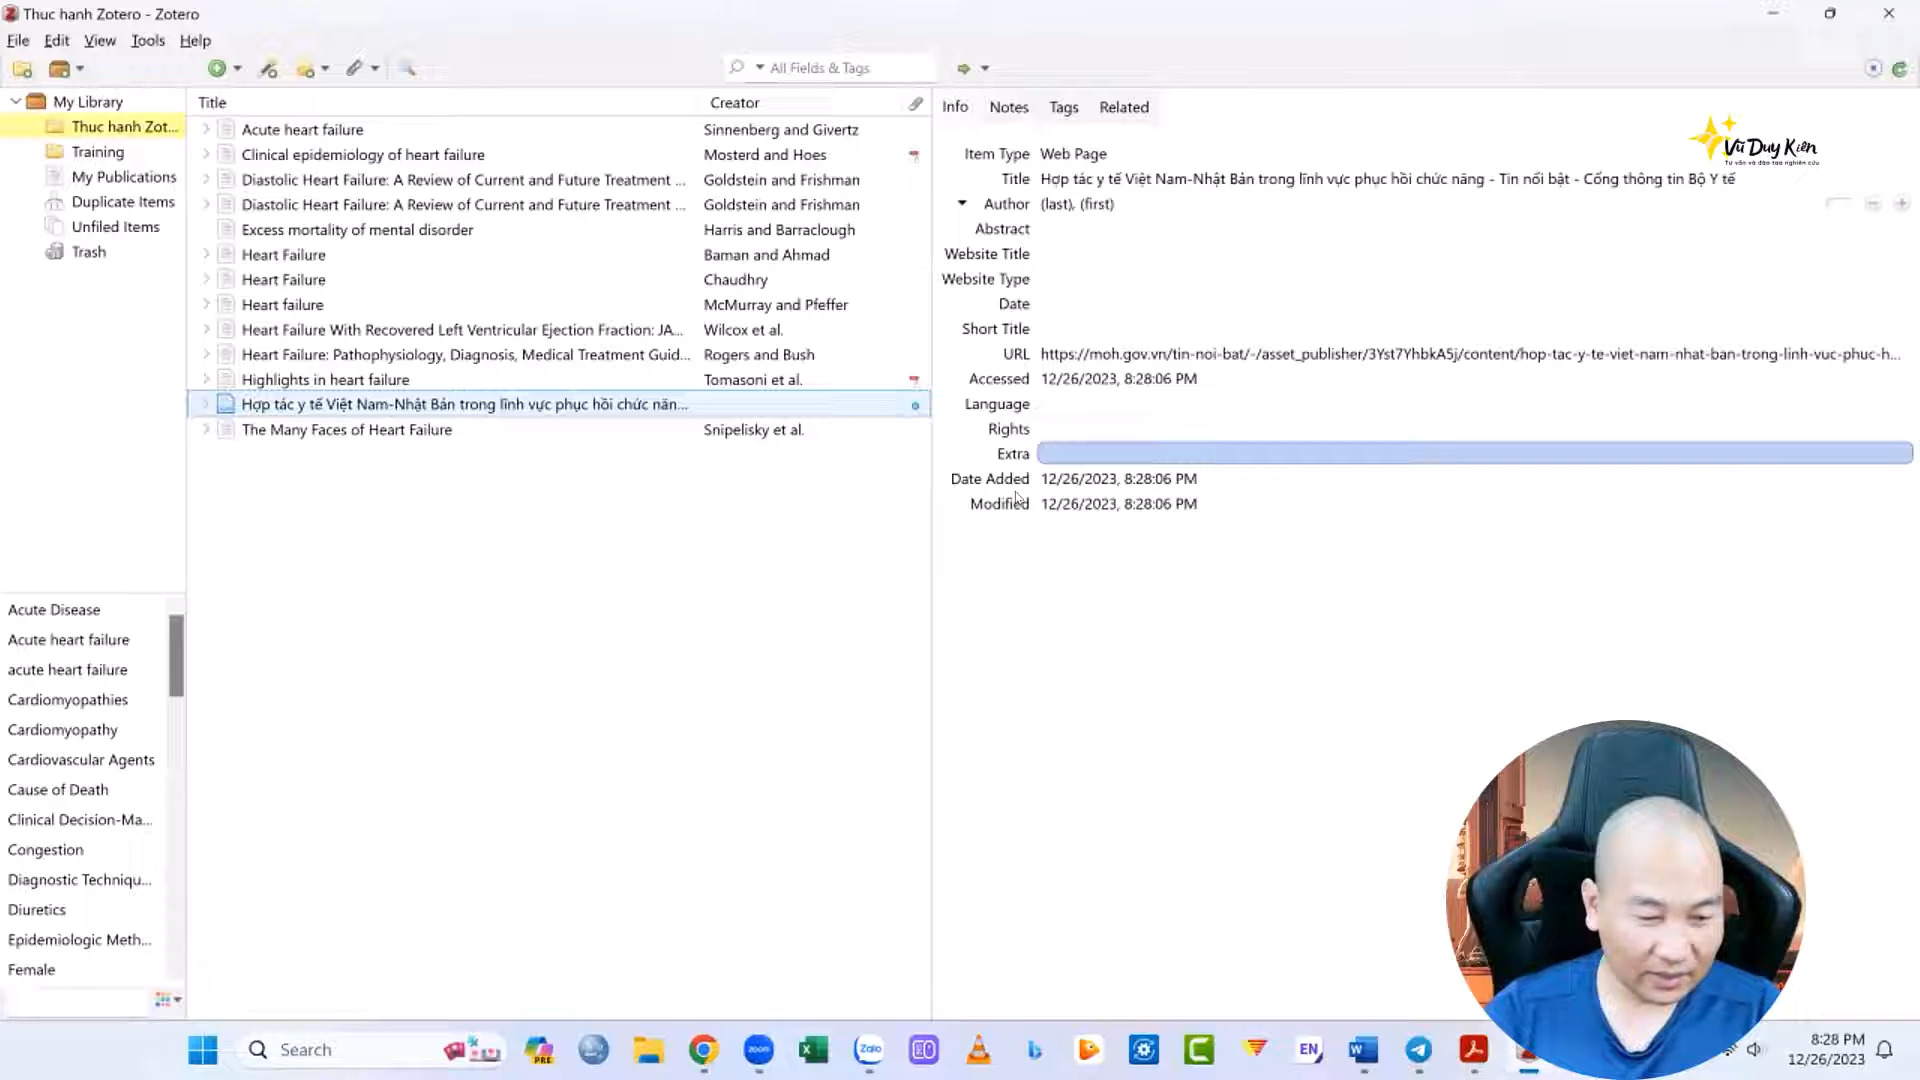 Thuc hanh Zotero - Zotero
File Edit View Tools Help
All Fields & Tags
My Library
Thuc hanh Zot...
Training
My Publications
Duplicate Items
Unfiled Items
Trash
Title Creator
Acute heart failure Sinnenberg and Givertz
Clinical epidemiology of heart failure Mosterd and Hoes
Diastolic Heart Failure: A Review of Current and Future Treatment ... Goldstein and Frishman
Diastolic Heart Failure: A Review of Current and Future Treatment ... Goldstein and Frishman
Excess mortality of mental disorder Harris and Barraclough
Heart Failure Baman and Ahmad
Heart Failure Chaudhry
Heart failure McMurray and Pfeffer
Heart Failure With Recovered Left Ventricular Ejection Fraction: JA... Wilcox et al.
Heart Failure: Pathophysiology, Diagnosis, Medical Treatment Guid... Rogers and Bush
Highlights in heart failure Tomasoni et al.
Hợp tác y tế Việt Nam-Nhật Bản trong lĩnh vực phục hồi chức năn...
The Many Faces of Heart Failure Snipelisky et al.
Info Notes Tags Related
Vũ Duy Kiên
Tư vấn và đào tạo nghiên cứu
Item Type Web Page
Title Hợp tác y tế Việt Nam-Nhật Bản trong lĩnh vực phục hồi chức năng - Tin nổi bật - Cổng thông tin Bộ Y tế
Author (last), (first)
Abstract
Website Title
Website Type
Date
Short Title
URL https://moh.gov.vn/tin-noi-bat/-/asset_publisher/3Yst7YhbkA5j/content/hop-tac-y-te-viet-nam-nhat-ban-trong-linh-vuc-phuc-h...
Accessed 12/26/2023, 8:28:06 PM
Language
Rights
Extra
Date Added 12/26/2023, 8:28:06 PM
Modified 12/26/2023, 8:28:06 PM
Acute Disease
Acute heart failure
acute heart failure
Cardiomyopathies
Cardiomyopathy
Cardiovascular Agents
Cause of Death
Clinical Decision-Ma...
Congestion
Diagnostic Techniqu...
Diuretics
Epidemiologic Meth...
Female
Search
PRE
zoom
Zalo
EN
8:28 PM
12/26/2023